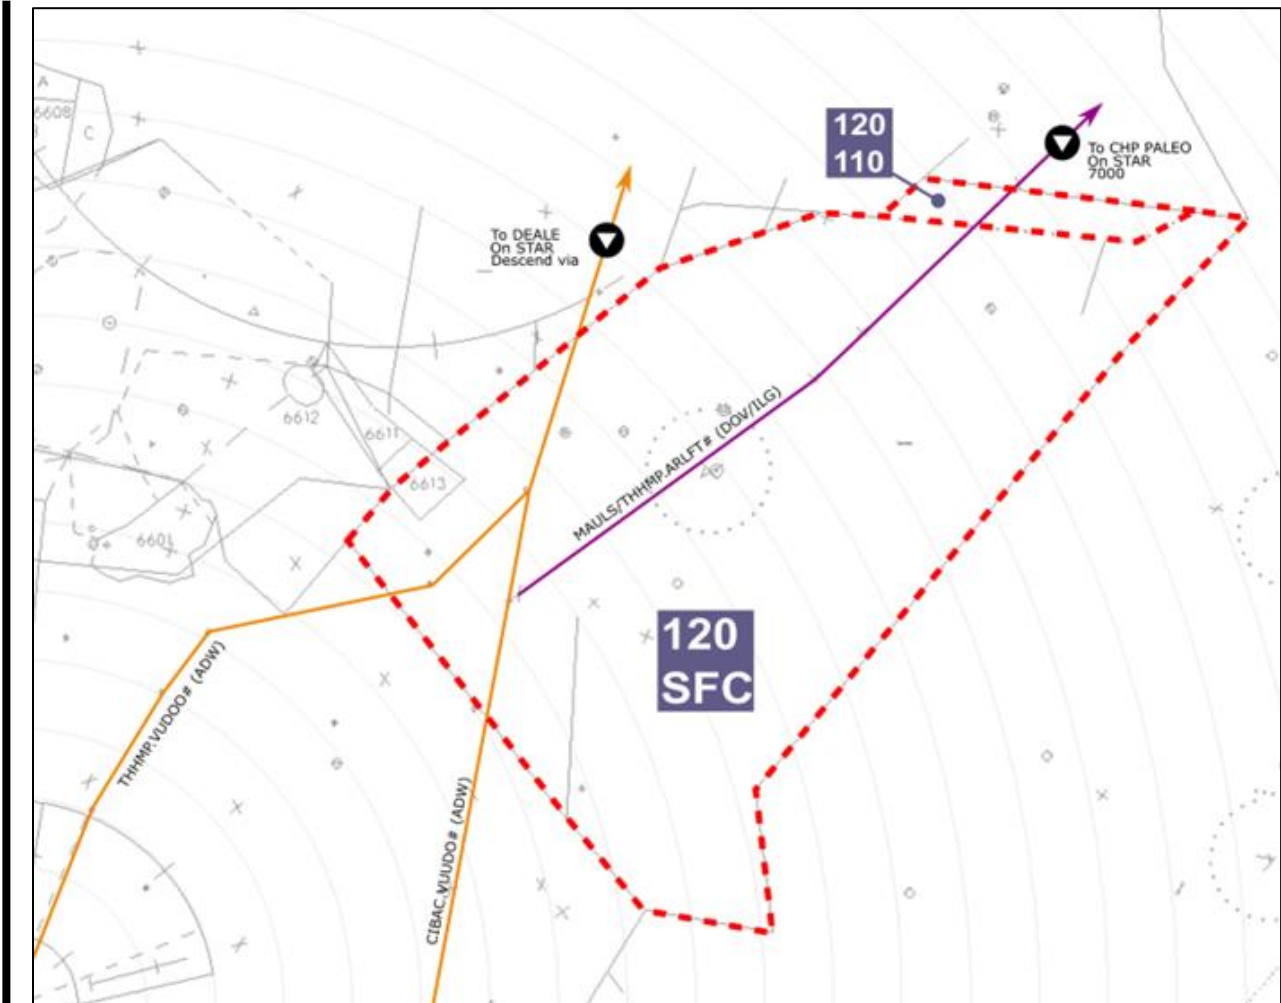 A
6608
C
120
110
To CHP PALEO
On STAR
7000
To DEALE
On STAR
Descend via
6612
6611
6613
6601
MAULS/THHMP.ARLFT# (DOV/ILG)
120
SFC
THHMP.VUDOO# (ADW)
CIBAC.VUUDO# (ADW)